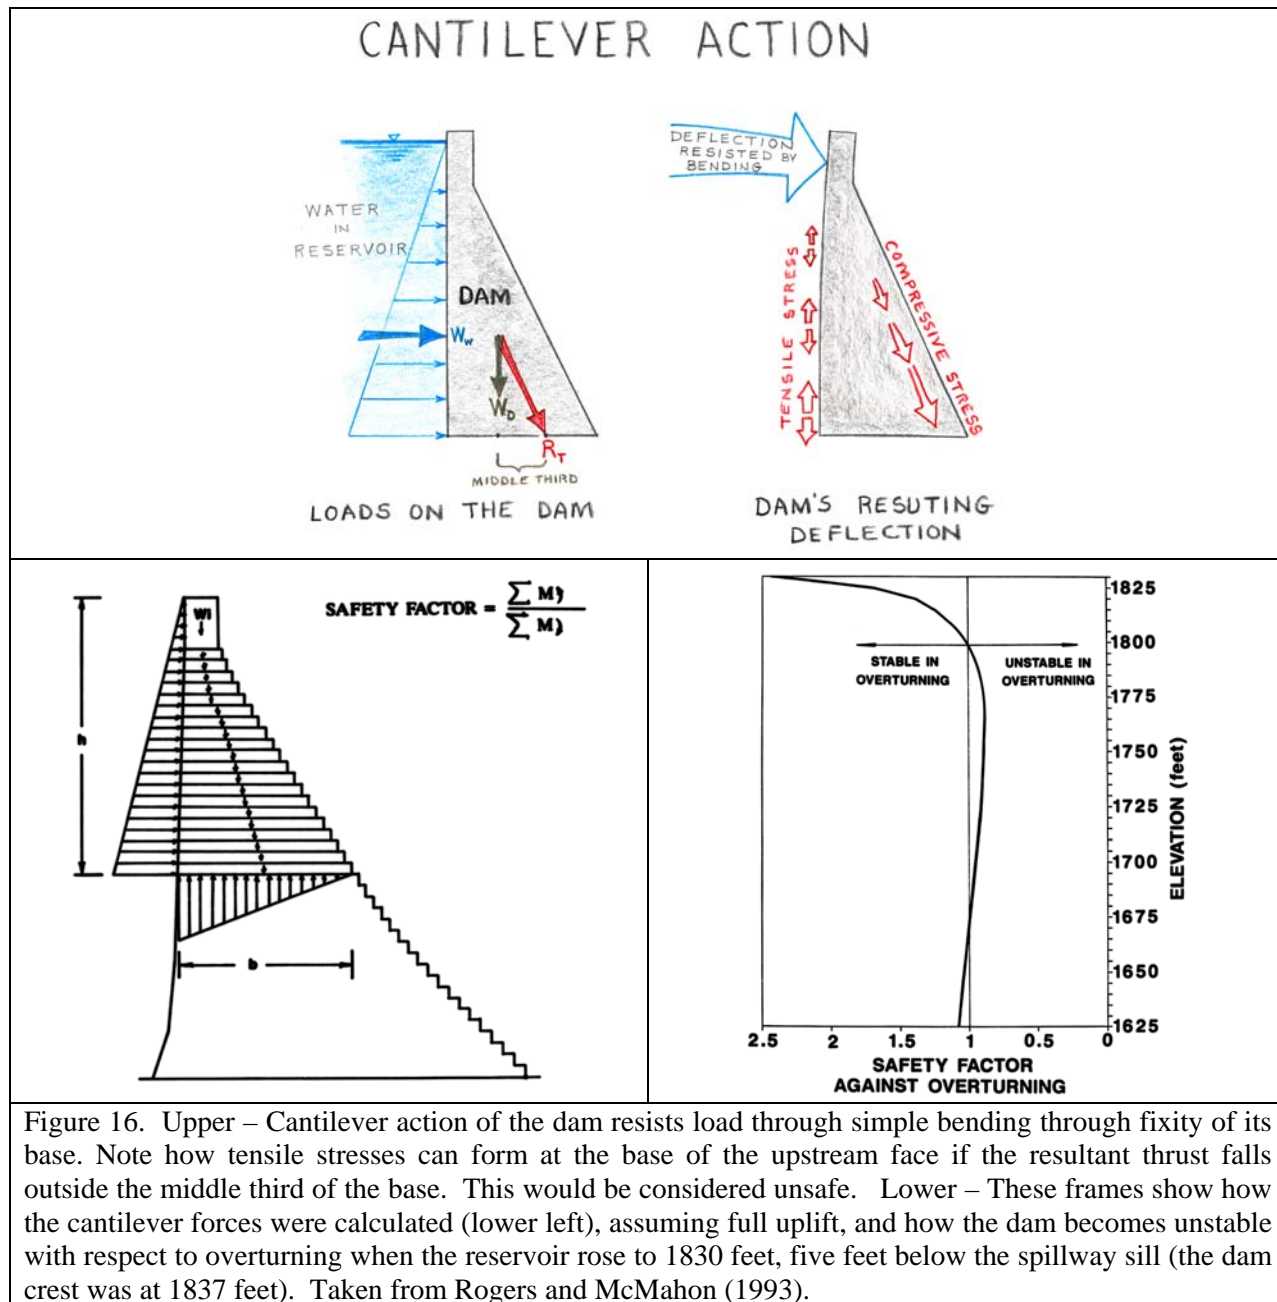 CANTILEVER ACTION
WATER
IN
RESERVOIR
DAM
W_w
W_D
R_T
MIDDLE THIRD
LOADS ON THE DAM
DEFLECTION
RESISTED BY
BENDING
TENSILE STRESS
COMPRESSIVE STRESS
DAM'S RESUTING
DEFLECTION
h
WI
b
SAFETY FACTOR = ∑ M) / ∑ M)
STABLE IN
OVERTURNING
UNSTABLE IN
OVERTURNING
1825
1800
1775
1750
1725
1700
1675
1650
1625
ELEVATION (feet)
2.5 2 1.5 1 0.5 0
SAFETY FACTOR
AGAINST OVERTURNING
Figure 16. Upper – Cantilever action of the dam resists load through simple bending through fixity of its
base. Note how tensile stresses can form at the base of the upstream face if the resultant thrust falls
outside the middle third of the base. This would be considered unsafe. Lower – These frames show how
the cantilever forces were calculated (lower left), assuming full uplift, and how the dam becomes unstable
with respect to overturning when the reservoir rose to 1830 feet, five feet below the spillway sill (the dam
crest was at 1837 feet). Taken from Rogers and McMahon (1993).